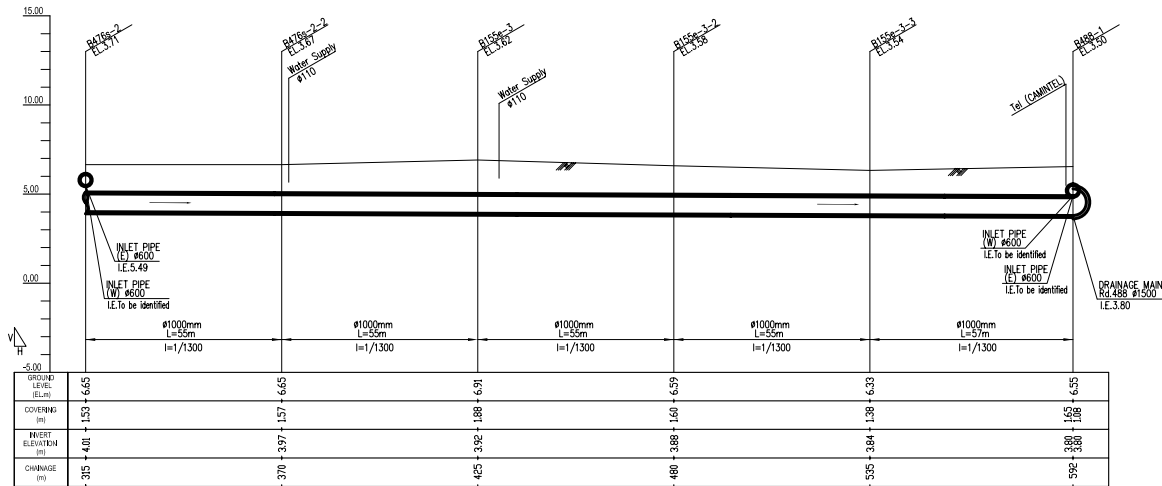 15.00
10.00
5.00
0.00
-5.00
V
H
B476s-2
EL.3.71
B476s-2-2
EL.3.67
Water Supply
ø110
B155e-3
EL.3.62
Water Supply
ø110
B155e-3-2
EL.3.58
B155e-3-3
EL.3.54
Tel (CAMINTEL)
B488-1
EL.3.50
INLET PIPE
(E) ø600
I.E.5.49
INLET PIPE
(W) ø600
I.E.To be identified
INLET PIPE
(W) ø600
I.E.To be identified
INLET PIPE
(E) ø600
I.E.To be identified
DRAINAGE MAIN
Rd.488 ø1500
I.E.3.80
ø1000mm
L=55m
I=1/1300
ø1000mm
L=55m
I=1/1300
ø1000mm
L=55m
I=1/1300
ø1000mm
L=55m
I=1/1300
ø1000mm
L=57m
I=1/1300
GROUND
LEVEL
(EL.m)
6.65 6.65 6.91 6.59 6.33 6.55
COVERING
(m)
1.53 1.57 1.88 1.60 1.38 1.65 1.08
INVERT
ELEVATION
(m)
4.01 3.97 3.92 3.88 3.84 3.80 3.80
CHAINAGE
(m)
315 370 425 480 535 592